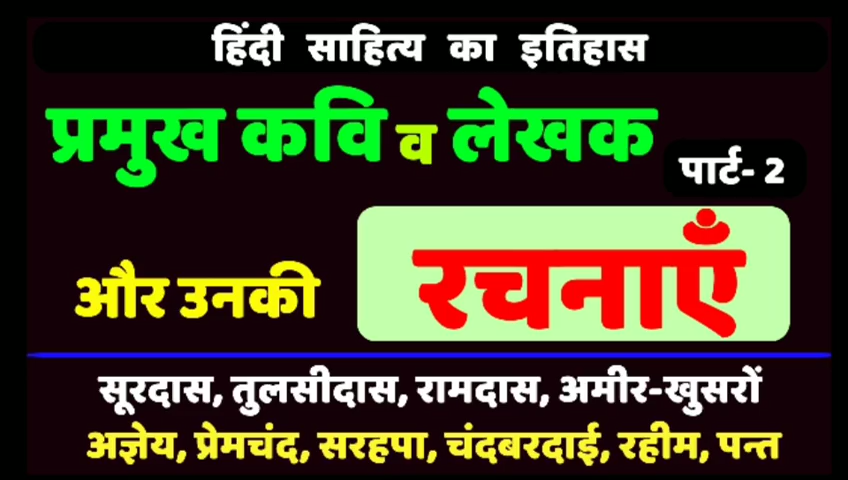 हिंदी साहित्य का इतिहास
प्रमुख कवि व लेखक
पार्ट- 2
और उनकी रचनाएँ
सूरदास, तुलसीदास, रामदास, अमीर-खुसरों
अज्ञेय, प्रेमचंद, सरहपा, चंदबरदाई, रहीम, पन्त